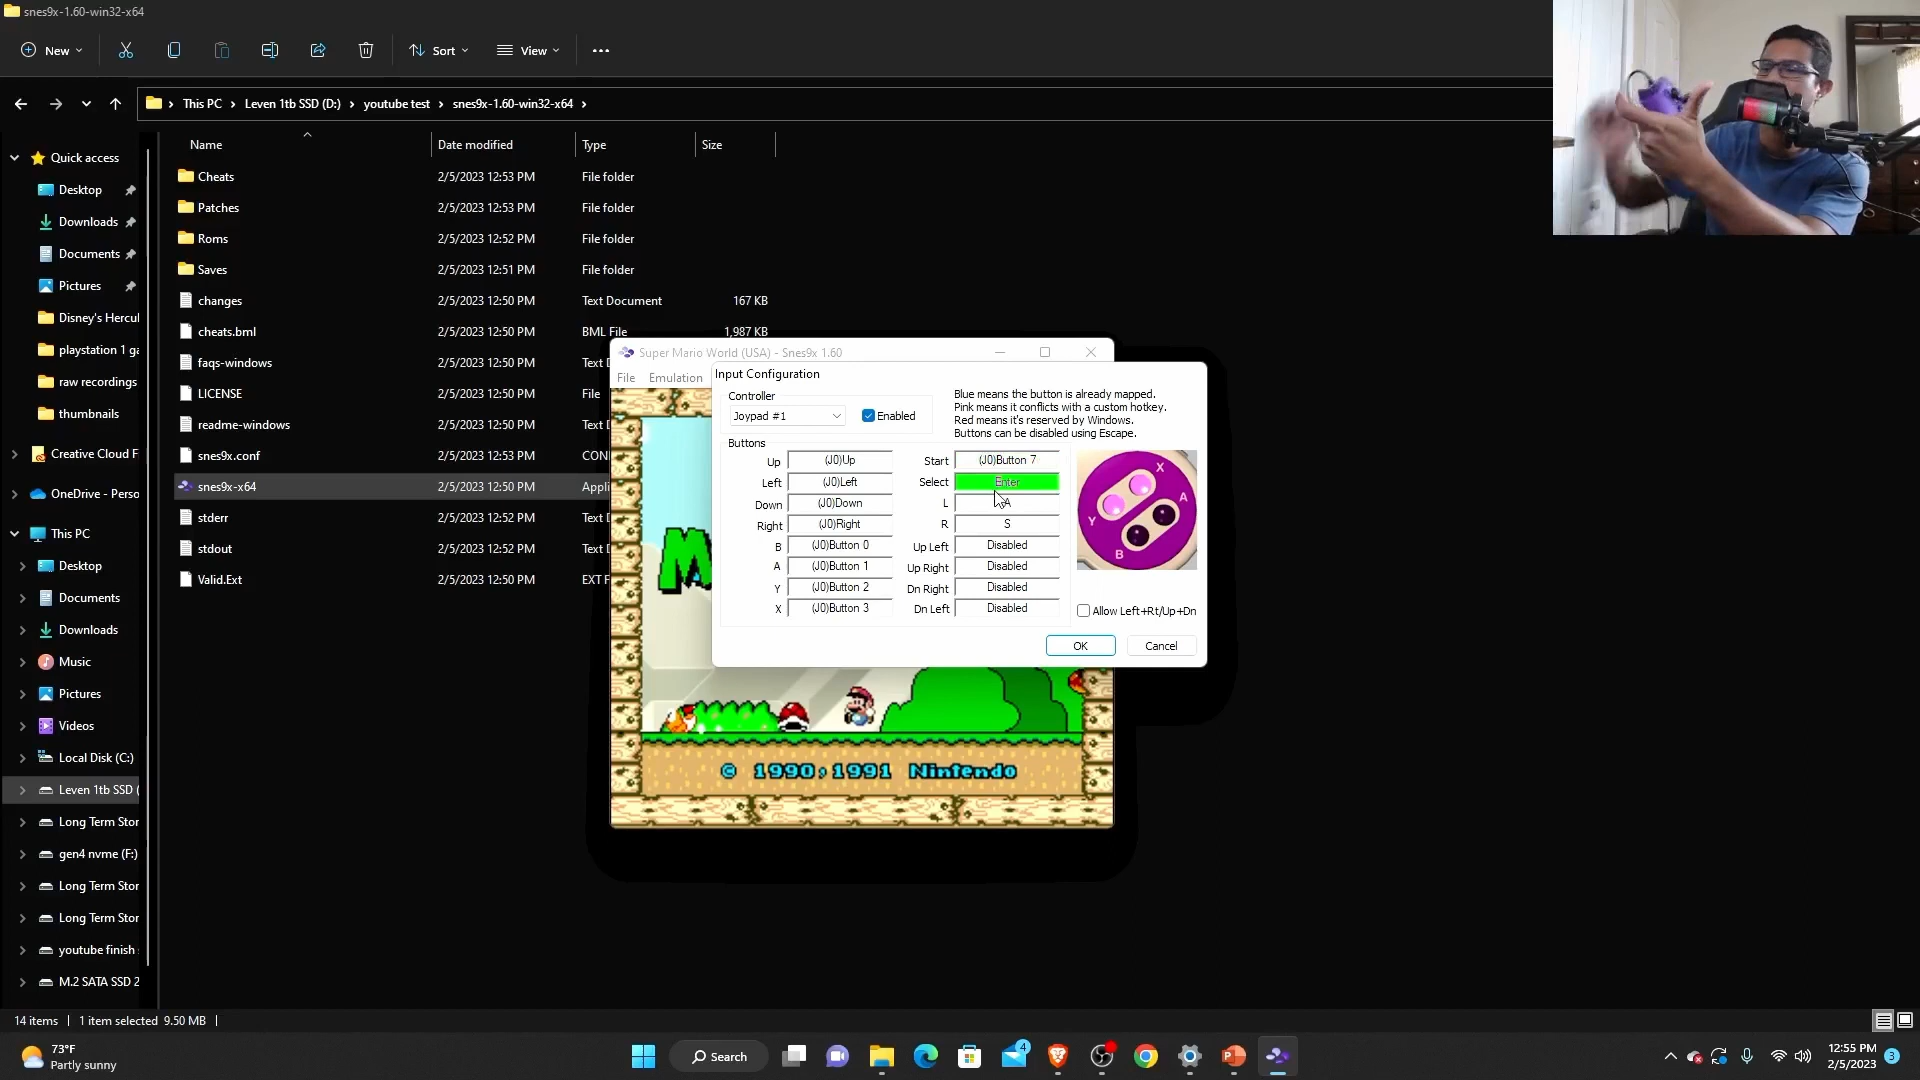 snes9x-1.60-win32-x64
New
Sort
View
This PC
Leven 1tb SSD (D:)
youtube test
snes9x-1.60-win32-x64
Name
Date modified
Type
Size
Quick access
Desktop
Downloads
Documents
Pictures
Disney's Hercul
playstation 1 ga
raw recordings
thumbnails
Creative Cloud F
OneDrive - Perso
This PC
Desktop
Documents
Downloads
Music
Pictures
Videos
Local Disk (C:)
Leven 1tb SSD (
Long Term Stor
gen4 nvme (F:)
Long Term Stor
Long Term Stor
youtube finish
M.2 SATA SSD 2
Cheats 2/5/2023 12:53 PM File folder
Patches 2/5/2023 12:53 PM File folder
Roms 2/5/2023 12:52 PM File folder
Saves 2/5/2023 12:51 PM File folder
changes 2/5/2023 12:50 PM Text Document 167 KB
cheats.bml 2/5/2023 12:50 PM BML File 1,987 KB
faqs-windows 2/5/2023 12:50 PM Text D
LICENSE 2/5/2023 12:50 PM File
readme-windows 2/5/2023 12:50 PM Text D
snes9x.conf 2/5/2023 12:53 PM CON
snes9x-x64 2/5/2023 12:50 PM Appli
stderr 2/5/2023 12:52 PM Text D
stdout 2/5/2023 12:52 PM Text D
Valid.Ext 2/5/2023 12:50 PM EXT F
Super Mario World (USA) - Snes9x 1.60
File Emulation
Input Configuration
Controller
Joypad #1
Enabled
Blue means the button is already mapped.
Pink means it conflicts with a custom hotkey.
Red means it's reserved by Windows.
Buttons can be disabled using Escape.
Buttons
Up (J0)Up Start (J0)Button 7
Left (J0)Left Select Enter
Down (J0)Down L A
Right (J0)Right R S
B (J0)Button 0 Up Left Disabled
A (J0)Button 1 Up Right Disabled
Y (J0)Button 2 Dn Right Disabled
X (J0)Button 3 Dn Left Disabled
X
A
Y
B
Allow Left+Rt/Up+Dn
OK
Cancel
M
© 1990,1991 Nintendo
14 items
1 item selected 9.50 MB
73°F
Partly sunny
Search
4
12:55 PM
2/5/2023
3